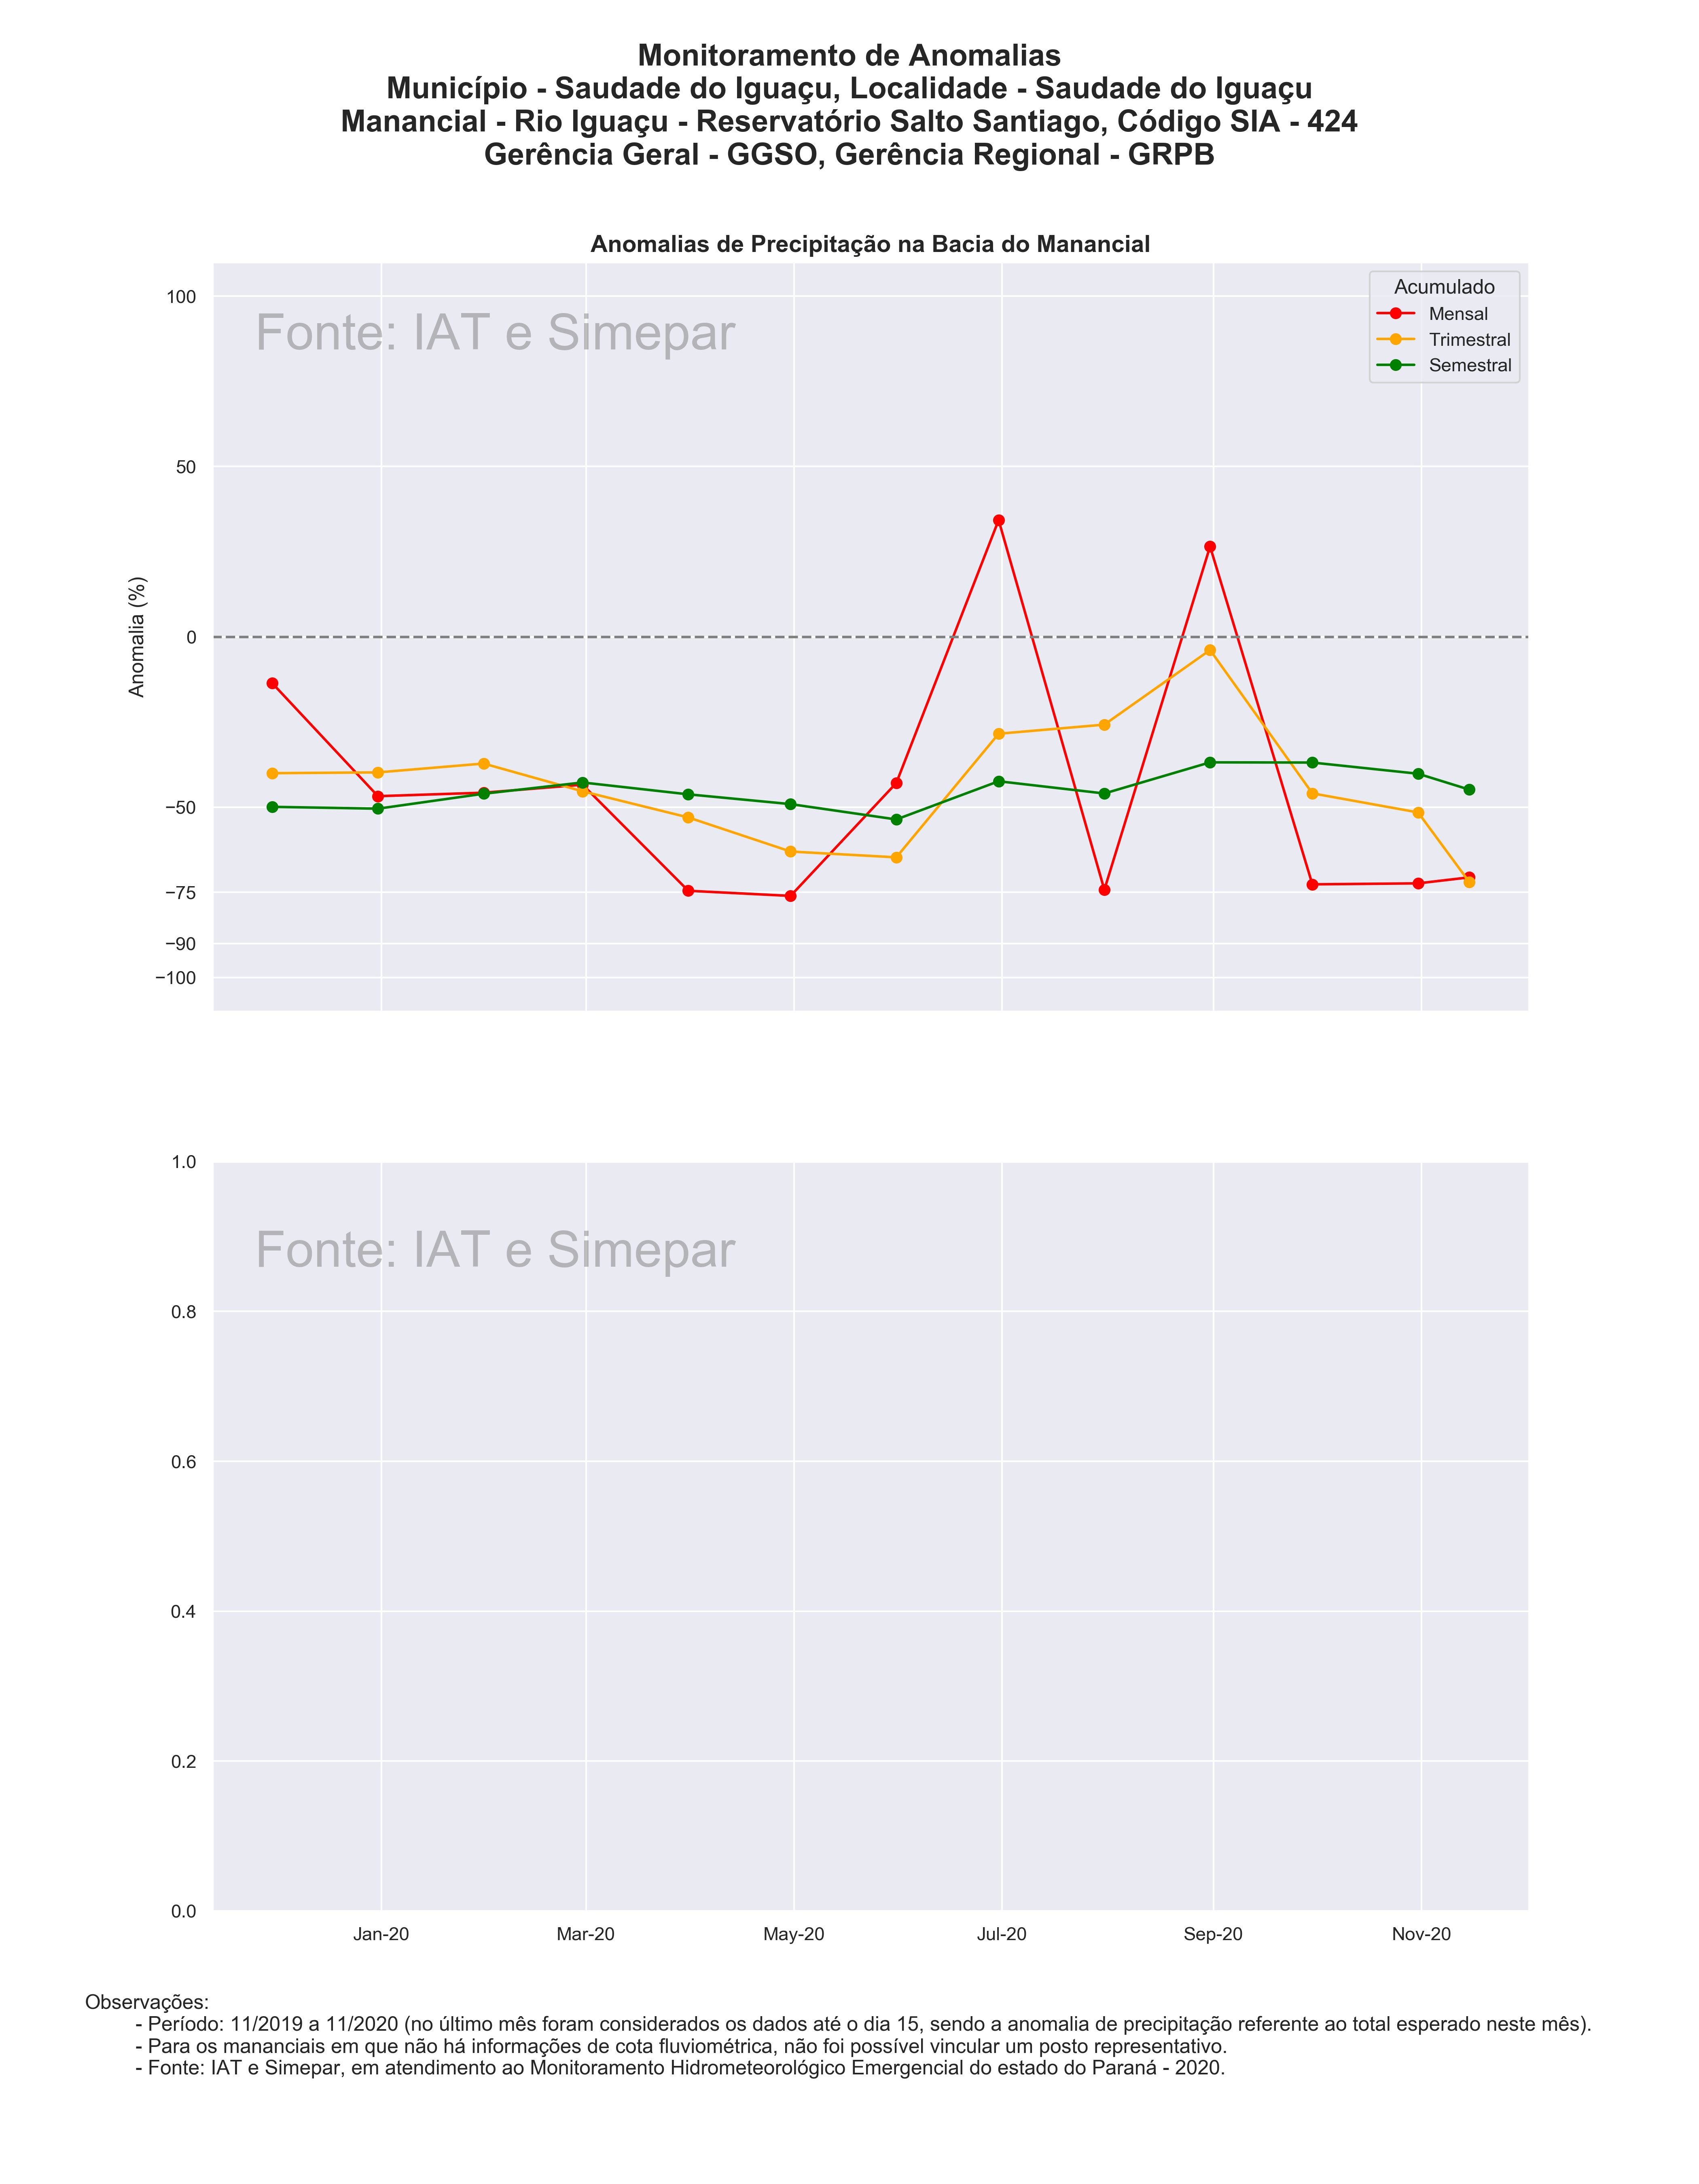 Monitoramento de Anomalias
Município - Saudade do Iguaçu, Localidade - Saudade do Iguaçu
Manancial - Rio Iguaçu - Reservatório Salto Santiago, Código SIA - 424
Gerência Geral - GGSO, Gerência Regional - GRPB
Anomalias de Precipitação na Bacia do Manancial
Fonte: IAT e Simepar
Acumulado
Mensal
Trimestral
Semestral
Anomalia (%)
100
50
0
−50
−75
−90
−100
Fonte: IAT e Simepar
1.0
0.8
0.6
0.4
0.2
0.0
Jan-20 Mar-20 May-20 Jul-20 Sep-20 Nov-20
Observações:
- Período: 11/2019 a 11/2020 (no último mês foram considerados os dados até o dia 15, sendo a anomalia de precipitação referente ao total esperado neste mês).
- Para os mananciais em que não há informações de cota fluviométrica, não foi possível vincular um posto representativo.
- Fonte: IAT e Simepar, em atendimento ao Monitoramento Hidrometeorológico Emergencial do estado do Paraná - 2020.